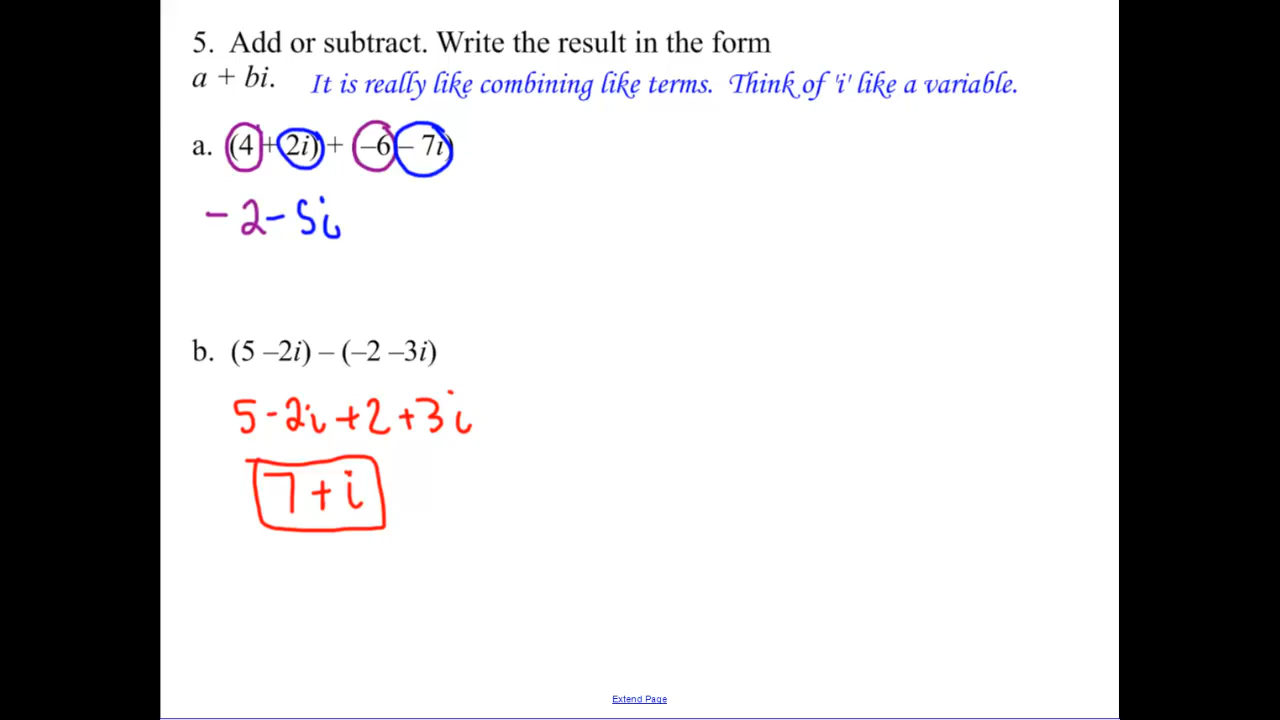 5. Add or subtract. Write the result in the form
a + bi. It is really like combining like terms. Think of 'i' like a variable.
a. (4 + 2i) + (–6 – 7i)
- 2 - 5i
b. (5 –2i) – (–2 –3i)
5 - 2i + 2 + 3i
7 + i
Extend Page